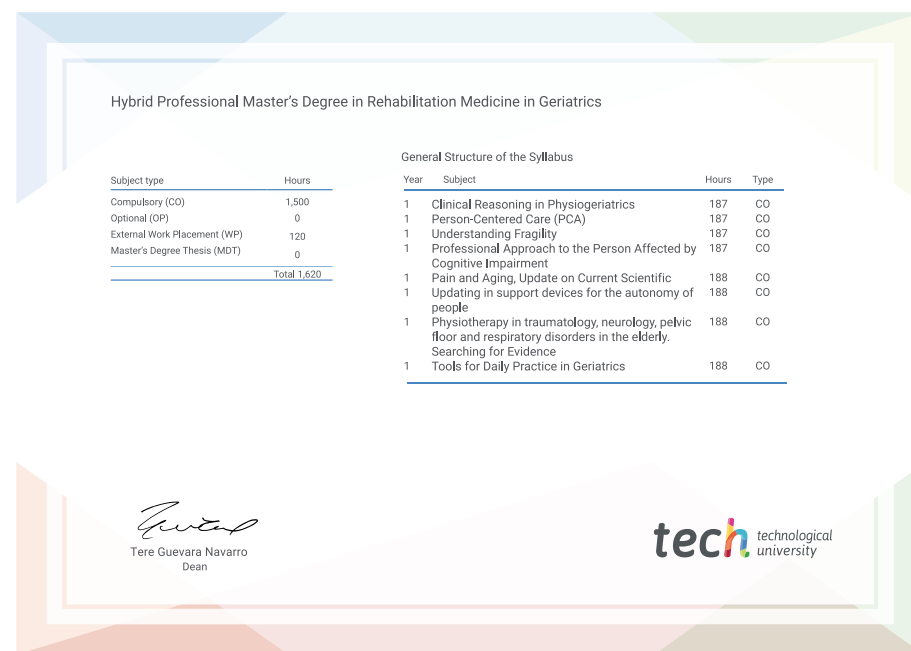 Hybrid Professional Master's Degree in Rehabilitation Medicine in Geriatrics
General Structure of the Syllabus
Subject type Hours
Compulsory (CO) 1,500
Optional (OP) 0
External Work Placement (WP) 120
Master's Degree Thesis (MDT) 0
Total 1,620
Year Subject Hours Type
1 Clinical Reasoning in Physiogeriatrics 187 CO
1 Person-Centered Care (PCA) 187 CO
1 Understanding Fragility 187 CO
1 Professional Approach to the Person Affected by 187 CO
Cognitive Impairment
1 Pain and Aging, Update on Current Scientific 188 CO
1 Updating in support devices for the autonomy of 188 CO
people
1 Physiotherapy in traumatology, neurology, pelvic 188 CO
floor and respiratory disorders in the elderly.
Searching for Evidence
1 Tools for Daily Practice in Geriatrics 188 CO
Tere Guevara Navarro
Dean
tech technological
university